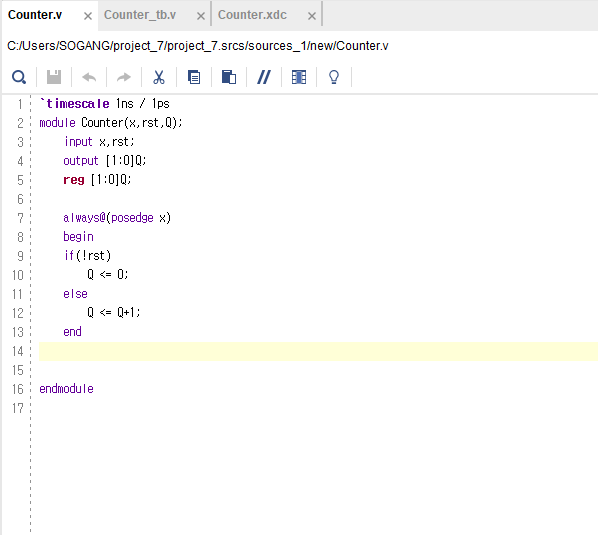 Counter.v × Counter_tb.v × Counter.xdc ×
C:/Users/SOGANG/project_7/project_7.srcs/sources_1/new/Counter.v
1 `timescale 1ns / 1ps
2 module Counter(x,rst,Q);
3 input x,rst;
4 output [1:0]Q;
5 reg [1:0]Q;
6
7 always@(posedge x)
8 begin
9 if(!rst)
10 Q <= 0;
11 else
12 Q <= Q+1;
13 end
14
15
16 endmodule
17